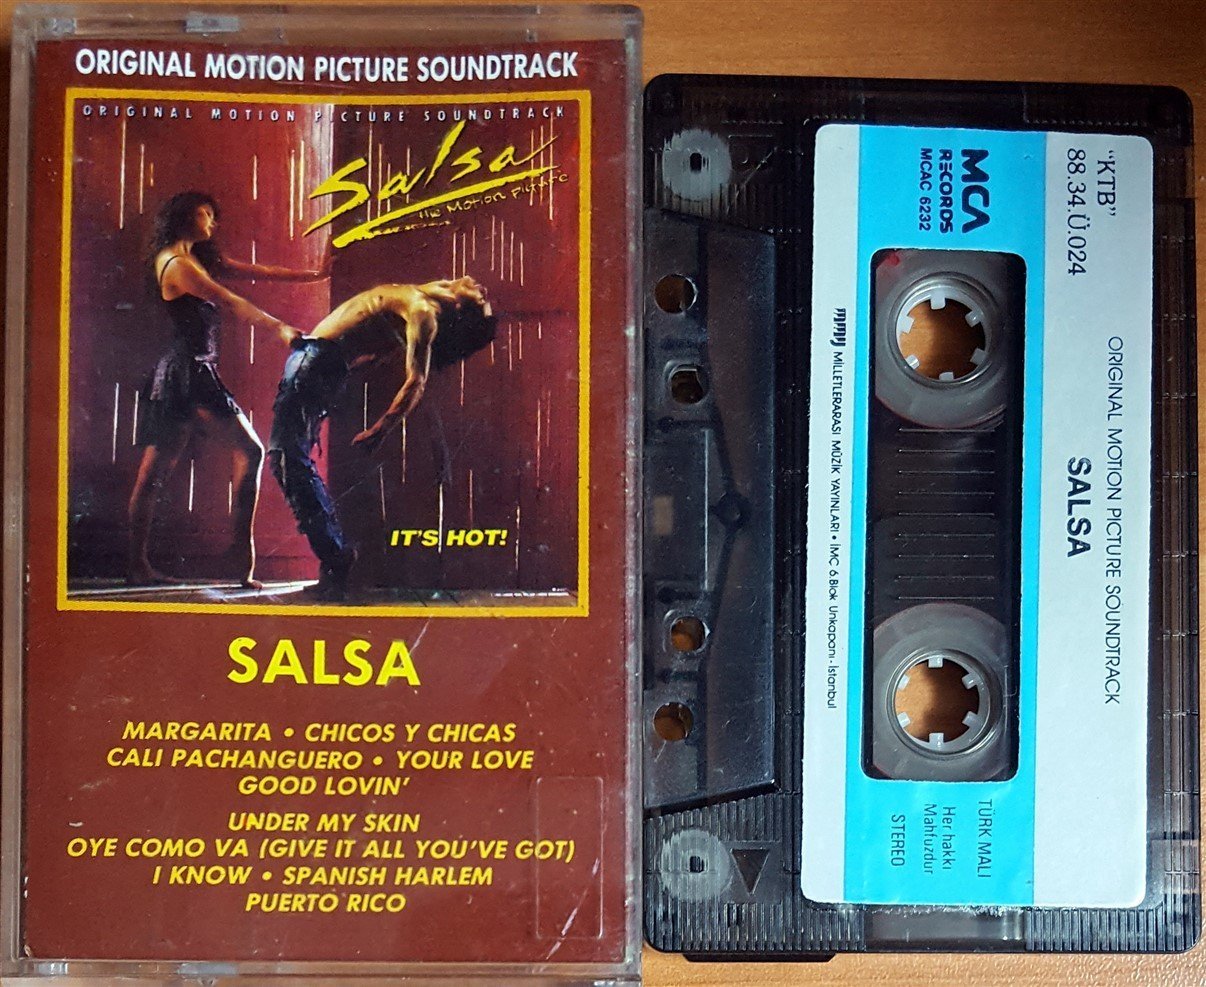 ORIGINAL MOTION PICTURE SOUNDTRACK
ORIGINAL MOTION PICTURE SOUNDTRACK
Salsa
THE MOTION PICTURE
IT'S HOT!
SALSA
MARGARITA • CHICOS Y CHICAS
CALI PACHANGUERO • YOUR LOVE
GOOD LOVIN'
UNDER MY SKIN
OYE COMO VA (GIVE IT ALL YOU'VE GOT)
I KNOW • SPANISH HARLEM
PUERTO RICO
"KTB"
88.34.Ü.024
ORIGINAL MOTION PICTURE SOUNDTRACK
SALSA
MCA
RECORDS
MCAC 6232
TÜRK MALI
Her hakkı
Mahfuzdur
STEREO
MİLLETLERARASI MÜZİK YAYINLARI • İMC 6.Blok Unkapanı - İstanbul